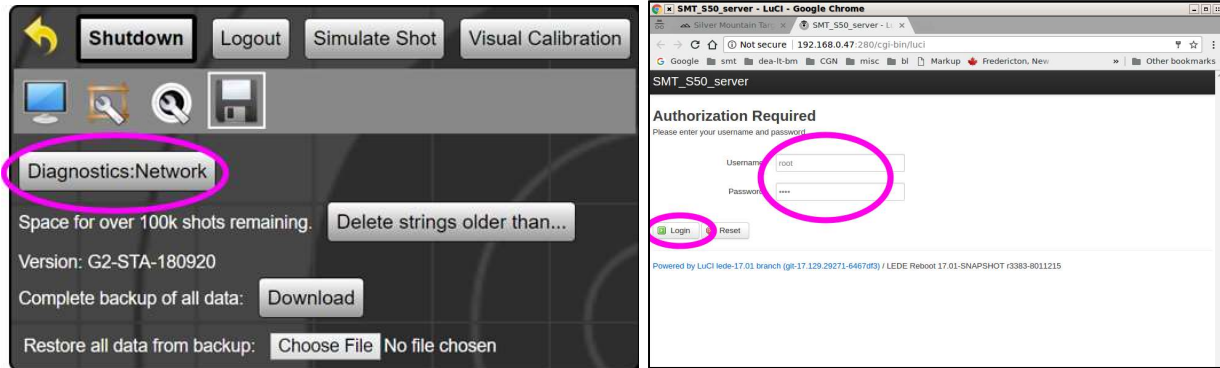 Shutdown
Logout
Simulate Shot
Visual Calibration
Diagnostics:Network
Space for over 100k shots remaining.
Delete strings older than...
Version: G2-STA-180920
Complete backup of all data:
Download
Restore all data from backup:
Choose File No file chosen
SMT_S50_server - LuCI - Google Chrome
Silver Mountain Tar
SMT_S50_server - L
Not secure 192.168.0.47:280/cgi-bin/luci
Google smt dea-lt-bm CGN misc bl Markup Fredericton, New » Other bookmarks
SMT_S50_server
Authorization Required
Please enter your username and password.
Username root
Password ••••
Login Reset
Powered by LuCI lede-17.01 branch (git-17.129.29271-6467df3) / LEDE Reboot 17.01-SNAPSHOT r3383-8011215